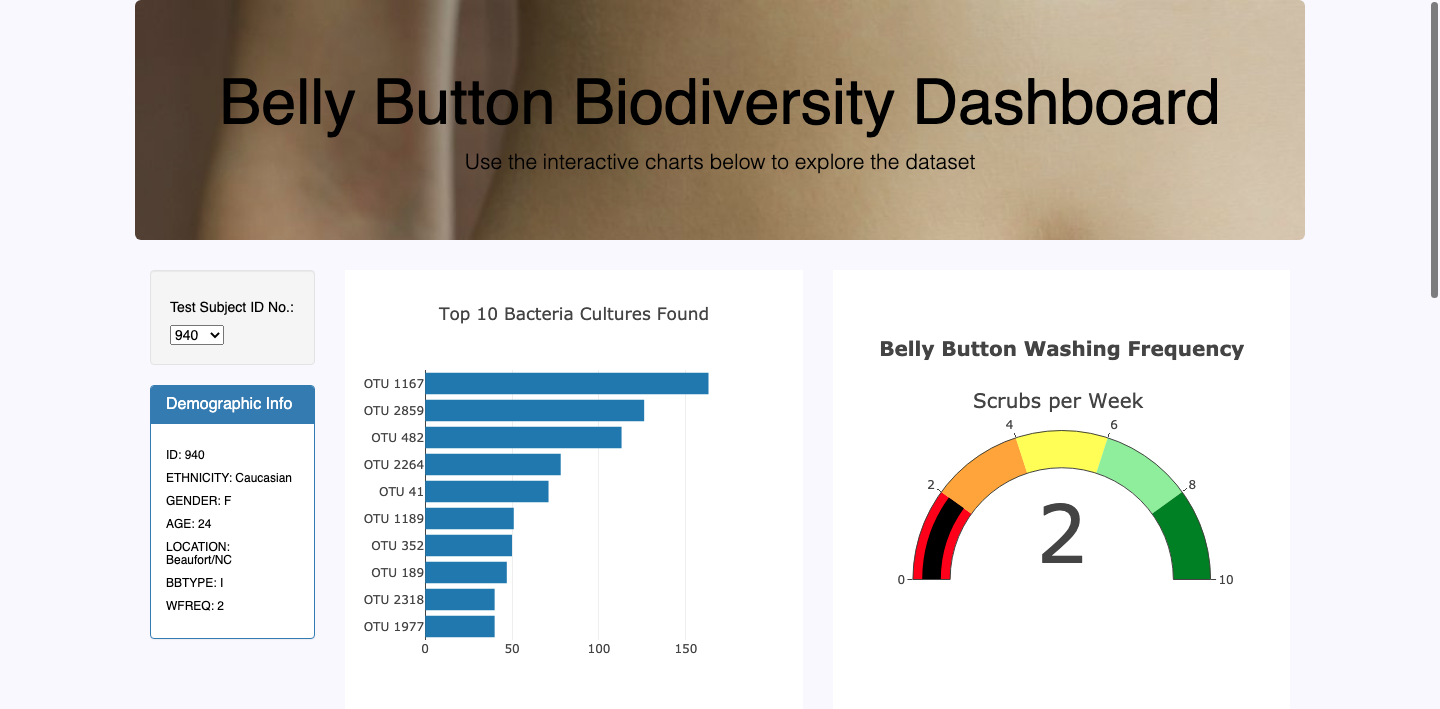 Belly Button Biodiversity Dashboard
Use the interactive charts below to explore the dataset
Test Subject ID No.:
940
Demographic Info
ID: 940
ETHNICITY: Caucasian
GENDER: F
AGE: 24
LOCATION:
Beaufort/NC
BBTYPE: I
WFREQ: 2
Top 10 Bacteria Cultures Found
OTU 1167
OTU 2859
OTU 482
OTU 2264
OTU 41
OTU 1189
OTU 352
OTU 189
OTU 2318
OTU 1977
0 50 100 150
Belly Button Washing Frequency
Scrubs per Week
4 6
2 8
2
0 10